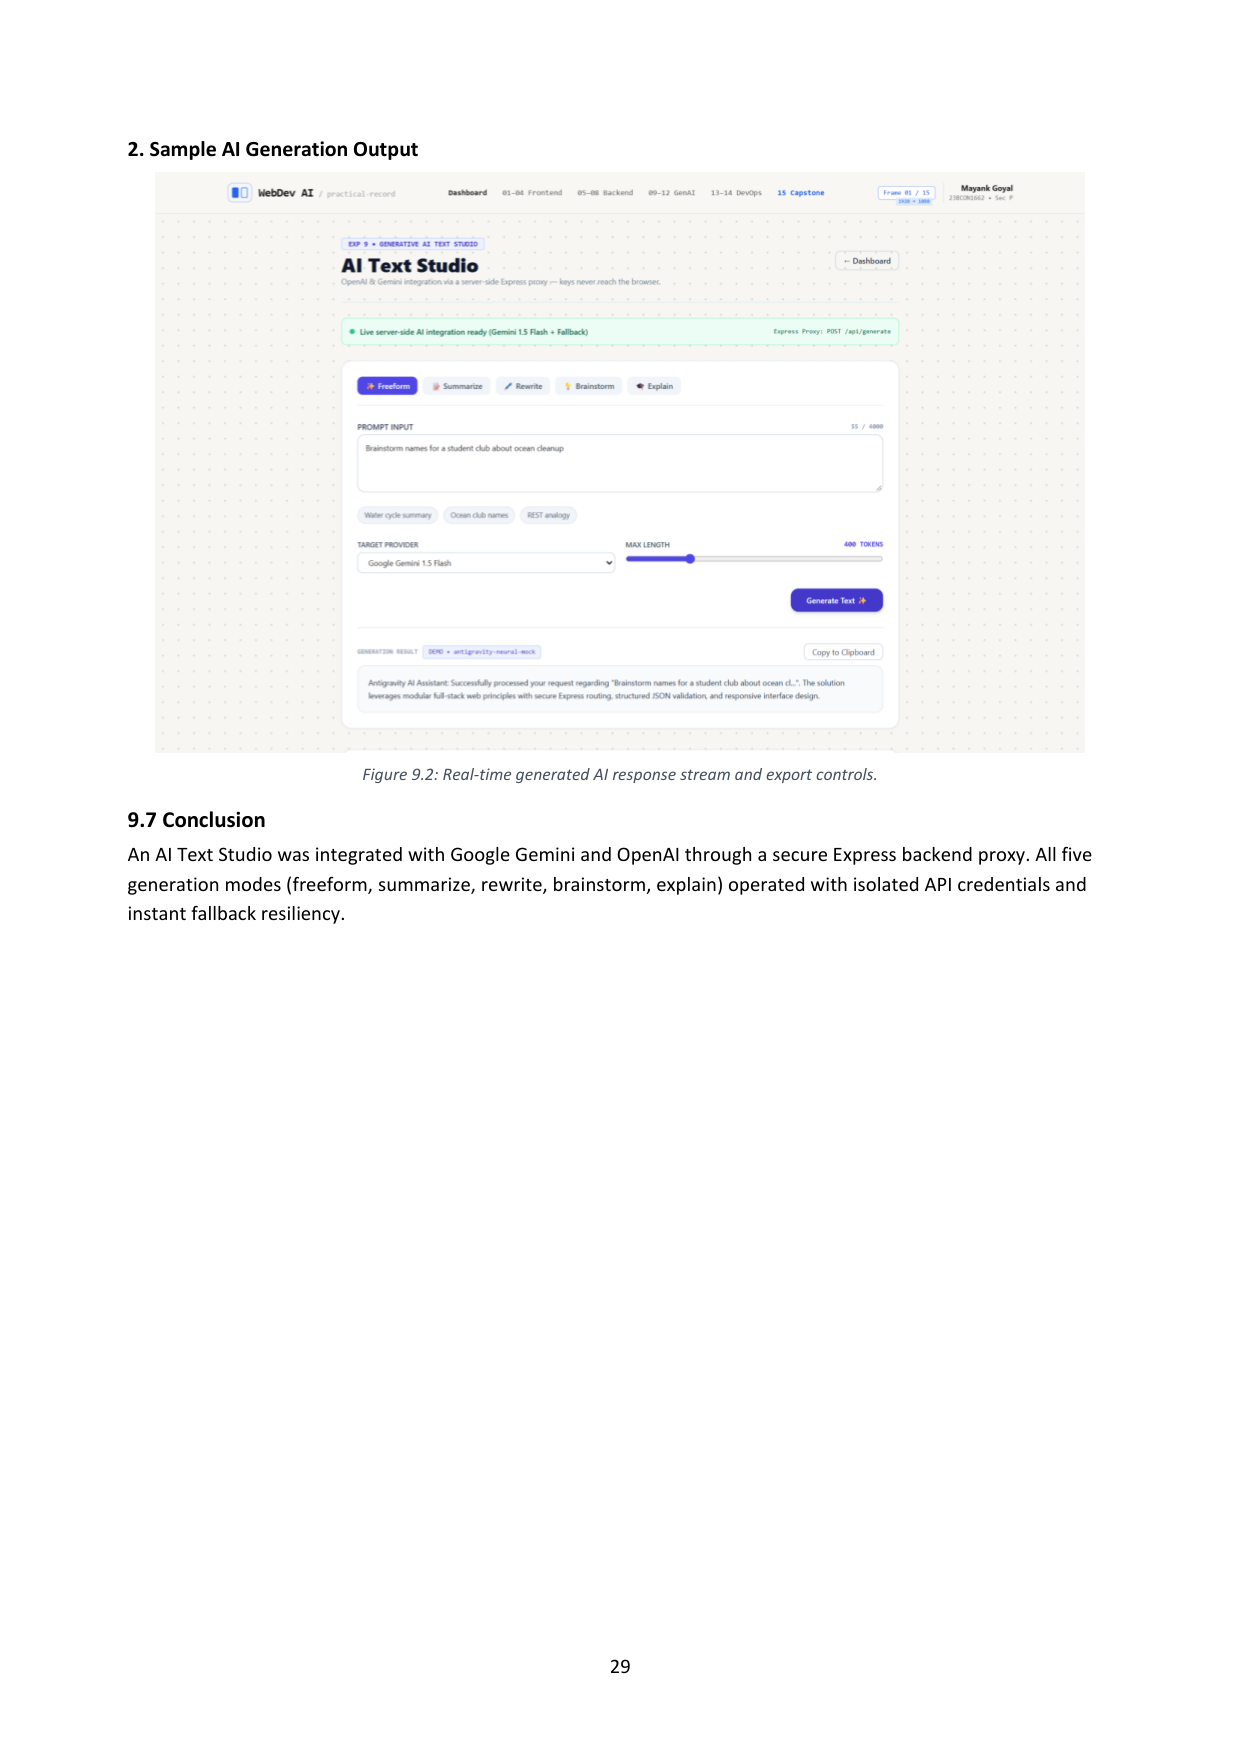 2. Sample AI Generation Output
WebDev AI / practical-record
Dashboard 01–04 Frontend 05–08 Backend 09–12 GenAI 13–14 DevOps 15 Capstone
Frame 01 / 15
1920 × 1080
Mayank Goyal
23BCON1662 • Sec P
EXP 9 • GENERATIVE AI TEXT STUDIO
AI Text Studio
← Dashboard
OpenAI & Gemini integration via a server-side Express proxy — keys never reach the browser.
Live server-side AI integration ready (Gemini 1.5 Flash + Fallback) Express Proxy: POST /api/generate
Freeform Summarize Rewrite Brainstorm Explain
PROMPT INPUT 55 / 4000
Brainstorm names for a student club about ocean cleanup
Water cycle summary Ocean club names REST analogy
TARGET PROVIDER MAX LENGTH 400 TOKENS
Google Gemini 1.5 Flash
Generate Text
GENERATION RESULT DEMO • antigravity-neural-mock Copy to Clipboard
Antigravity AI Assistant: Successfully processed your request regarding "Brainstorm names for a student club about ocean cl...". The solution
leverages modular full-stack web principles with secure Express routing, structured JSON validation, and responsive interface design.
Figure 9.2: Real-time generated AI response stream and export controls.
9.7 Conclusion
An AI Text Studio was integrated with Google Gemini and OpenAI through a secure Express backend proxy. All five
generation modes (freeform, summarize, rewrite, brainstorm, explain) operated with isolated API credentials and
instant fallback resiliency.
29